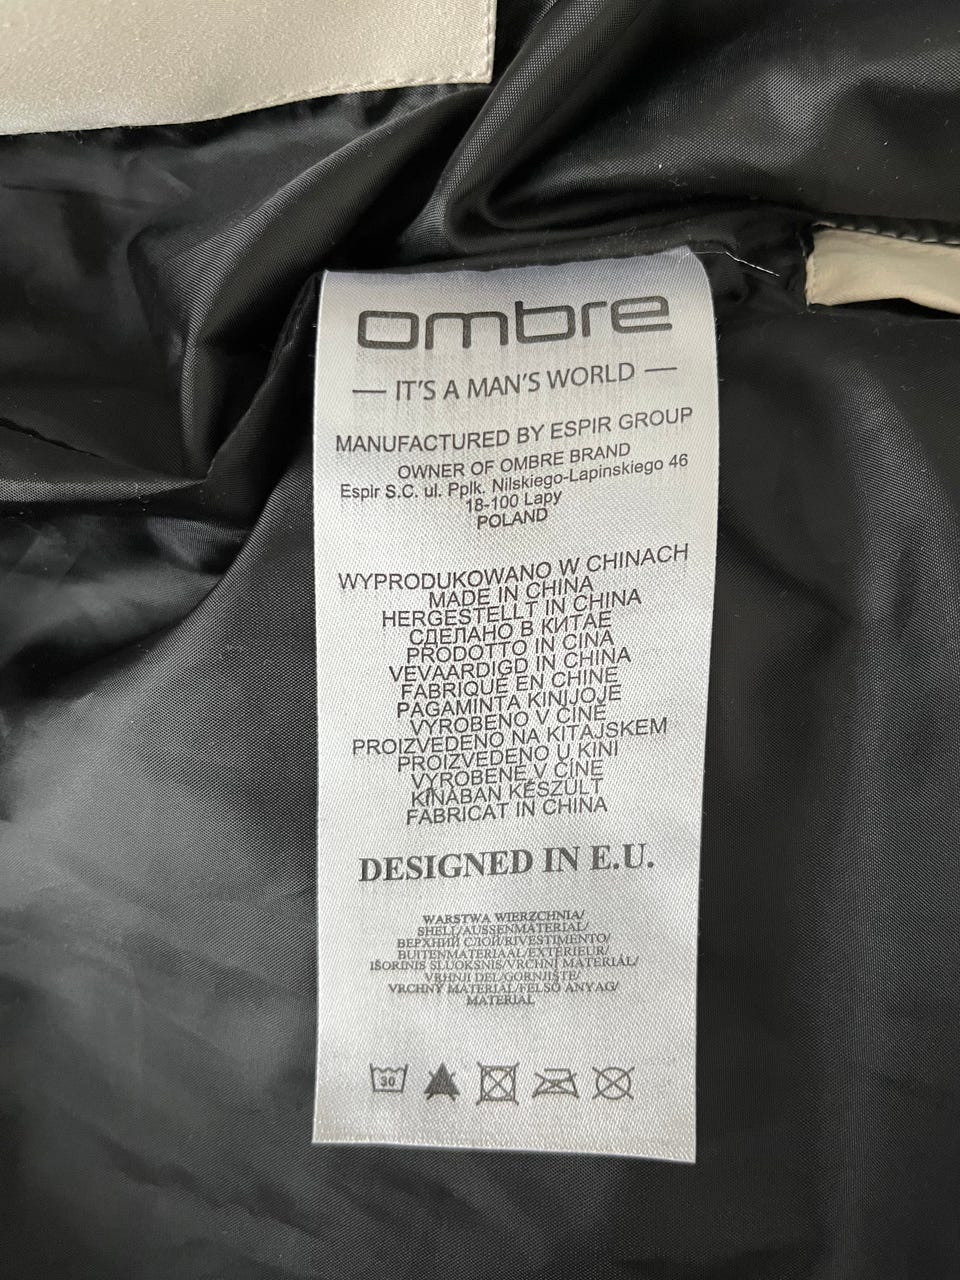 ombre
— IT'S A MAN'S WORLD —
MANUFACTURED BY ESPIR GROUP
OWNER OF OMBRE BRAND
Espir S.C. ul. Pplk. Nilskiego-Lapinskiego 46
18-100 Lapy
POLAND
WYPRODUKOWANO W CHINACH
MADE IN CHINA
HERGESTELLT IN CHINA
СДЕЛАНО В КИТАЕ
PRODOTTO IN CINA
VEVAARDIGD IN CHINA
FABRIQUE EN CHINE
PAGAMINTA KINIJOJE
VYROBENO V ČÍNĚ
PROIZVEDENO NA KITAJSKEM
PROIZVEDENO U KINI
VYROBENÉ V ČÍNE
KÍNÁBAN KÉSZÜLT
FABRICAT IN CHINA
DESIGNED IN E.U.
WARSTWA WIERZCHNIA/
SHELL/AUSSENMATERIAL/
ВЕРХНИЙ СЛОЙ/RIVESTIMENTO/
BUITENMATERIAAL/EXTÉRIEUR/
IŠORINIS SLUOKSNIS/VRCHNÍ MATERIÁL/
VRHNJI DEL/GORNJIŠTE/
VRCHNÝ MATERIÁL/FELSŐ ANYAG/
MATERIAL
30